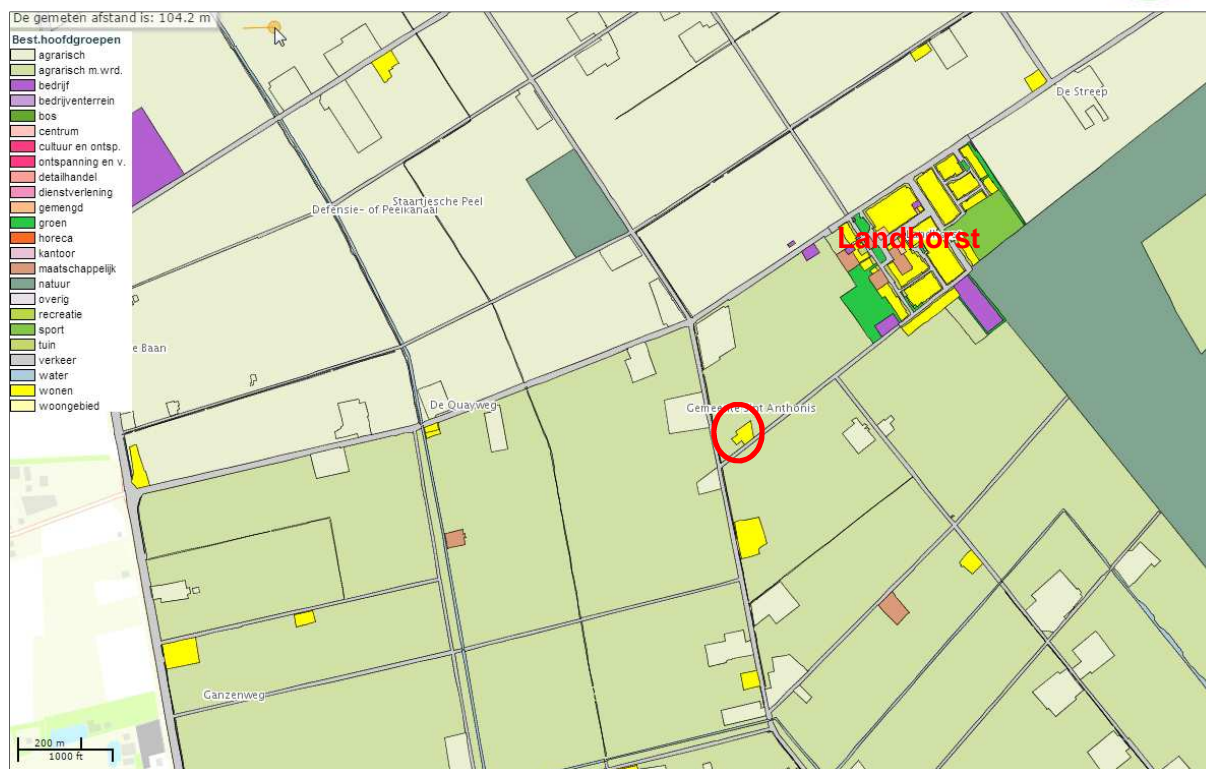 De gemeten afstand is: 104.2 m
Best.hoofdgroepen
agrarisch
agrarisch m.wrd.
bedrijf
bedrijventerrein
bos
centrum
cultuur en ontsp.
ontspanning en v.
detailhandel
dienstverlening
gemengd
groen
horeca
kantoor
maatschappelijk
natuur
overig
recreatie
sport
tuin
verkeer
water
wonen
woongebied
De Streep
Staartjesche Peel
Defensie- of Peelkanaal
Landhorst
e Baan
De Quayweg
Gemeente Sint Anthonis
Ganzenweg
200 m
1000 ft